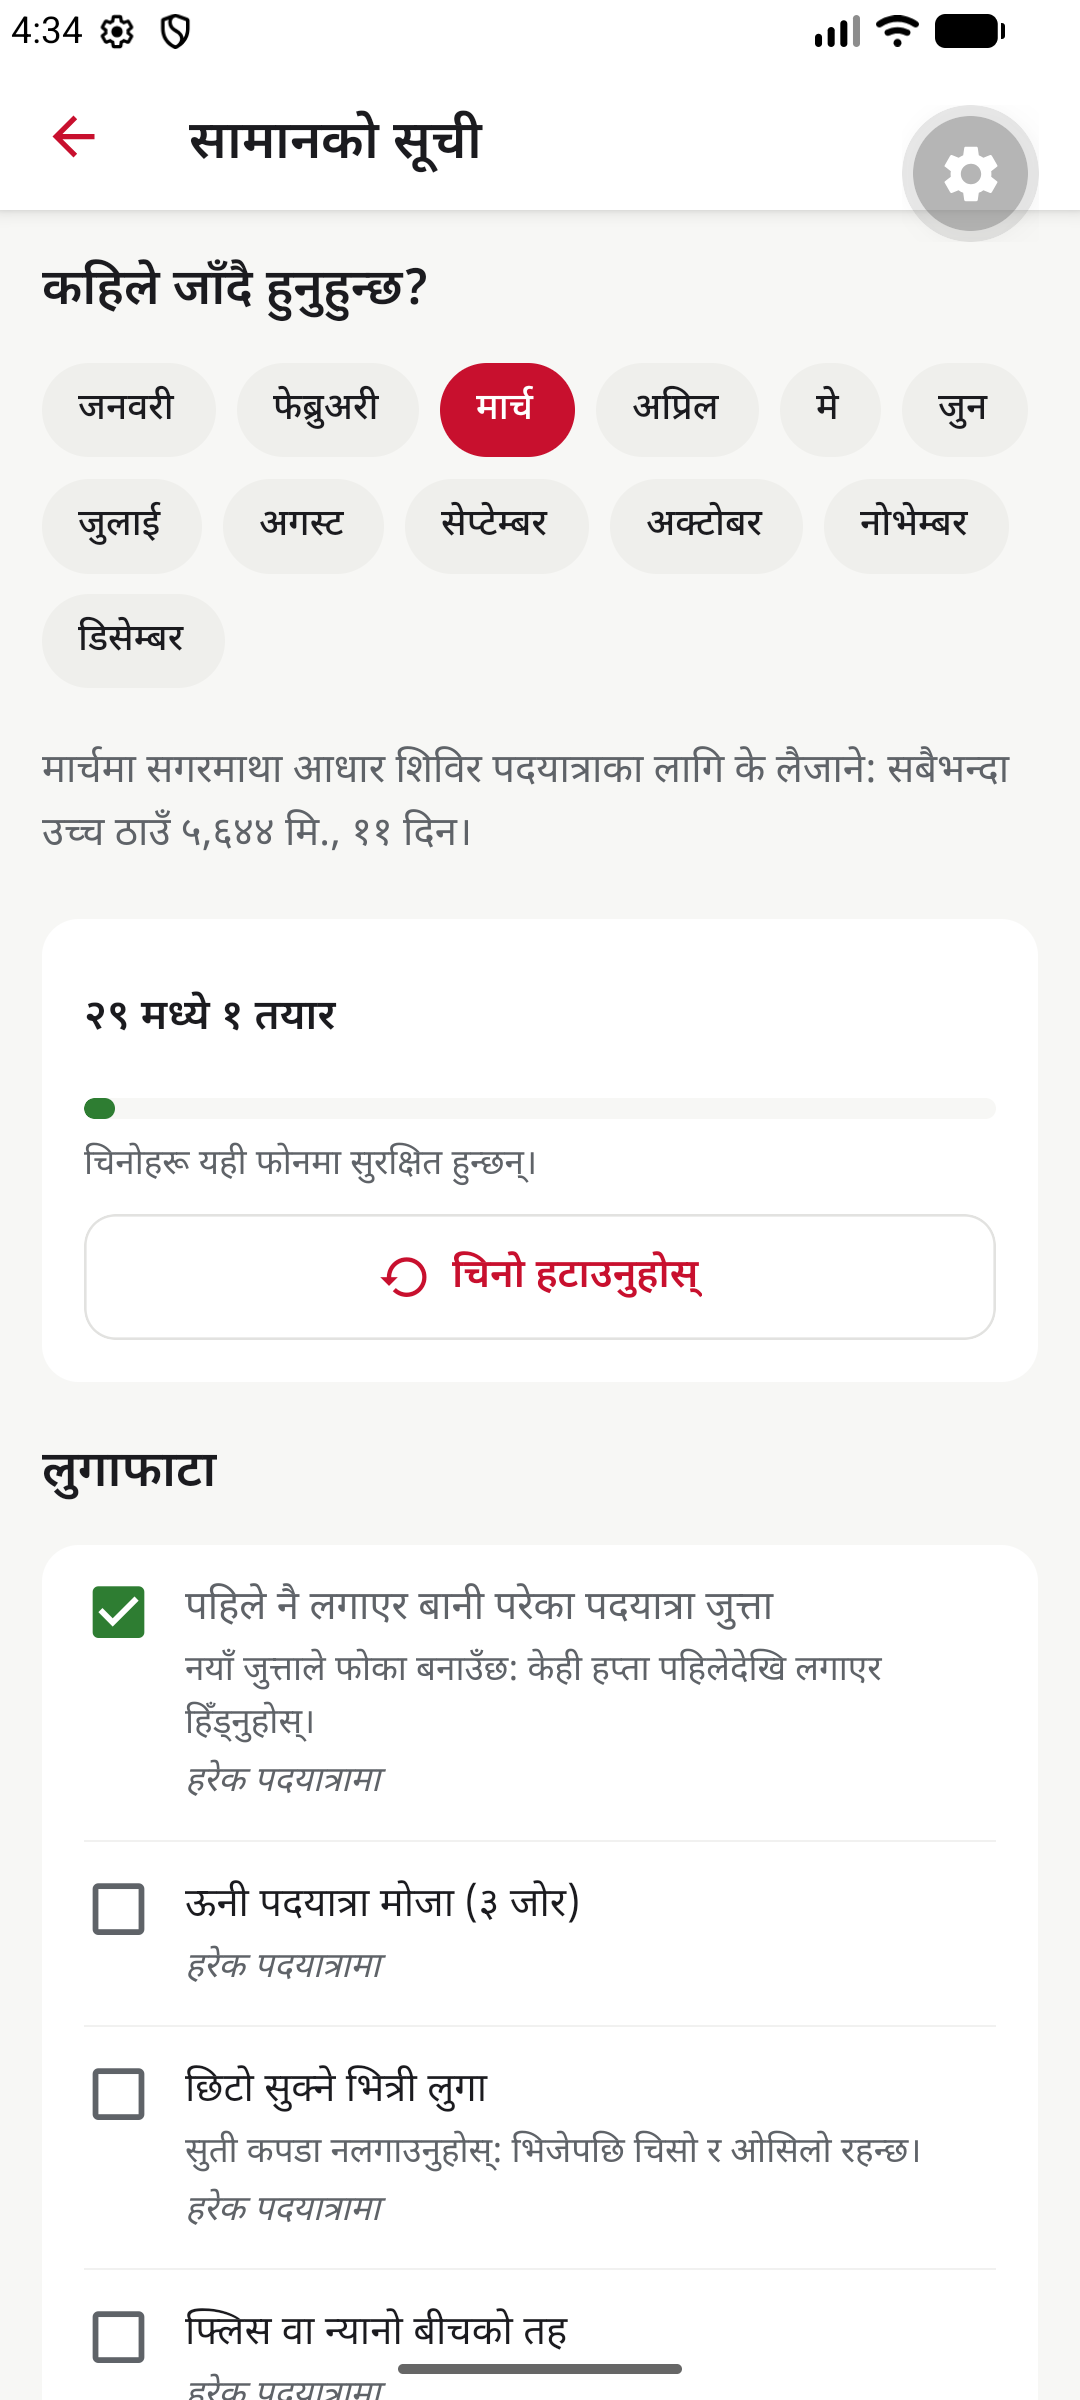 4:34
सामानको सूची
कहिले जाँदै हुनुहुन्छ?
जनवरी फेब्रुअरी मार्च अप्रिल मे जुन
जुलाई अगस्ट सेप्टेम्बर अक्टोबर नोभेम्बर
डिसेम्बर
मार्चमा सगरमाथा आधार शिविर पदयात्राका लागि के लैजाने: सबैभन्दा
उच्च ठाउँ ५,६४४ मि., ११ दिन।
२९ मध्ये १ तयार
चिनोहरू यही फोनमा सुरक्षित हुन्छन्।
चिनो हटाउनुहोस्
लुगाफाटा
पहिले नै लगाएर बानी परेका पदयात्रा जुत्ता
नयाँ जुत्ताले फोका बनाउँछ: केही हप्ता पहिलेदेखि लगाएर
हिँड्नुहोस्।
हरेक पदयात्रामा
ऊनी पदयात्रा मोजा (३ जोर)
हरेक पदयात्रामा
छिटो सुक्ने भित्री लुगा
सुती कपडा नलगाउनुहोस्: भिजेपछि चिसो र ओसिलो रहन्छ।
हरेक पदयात्रामा
फ्लिस वा न्यानो बीचको तह
हरेक पदयात्रामा